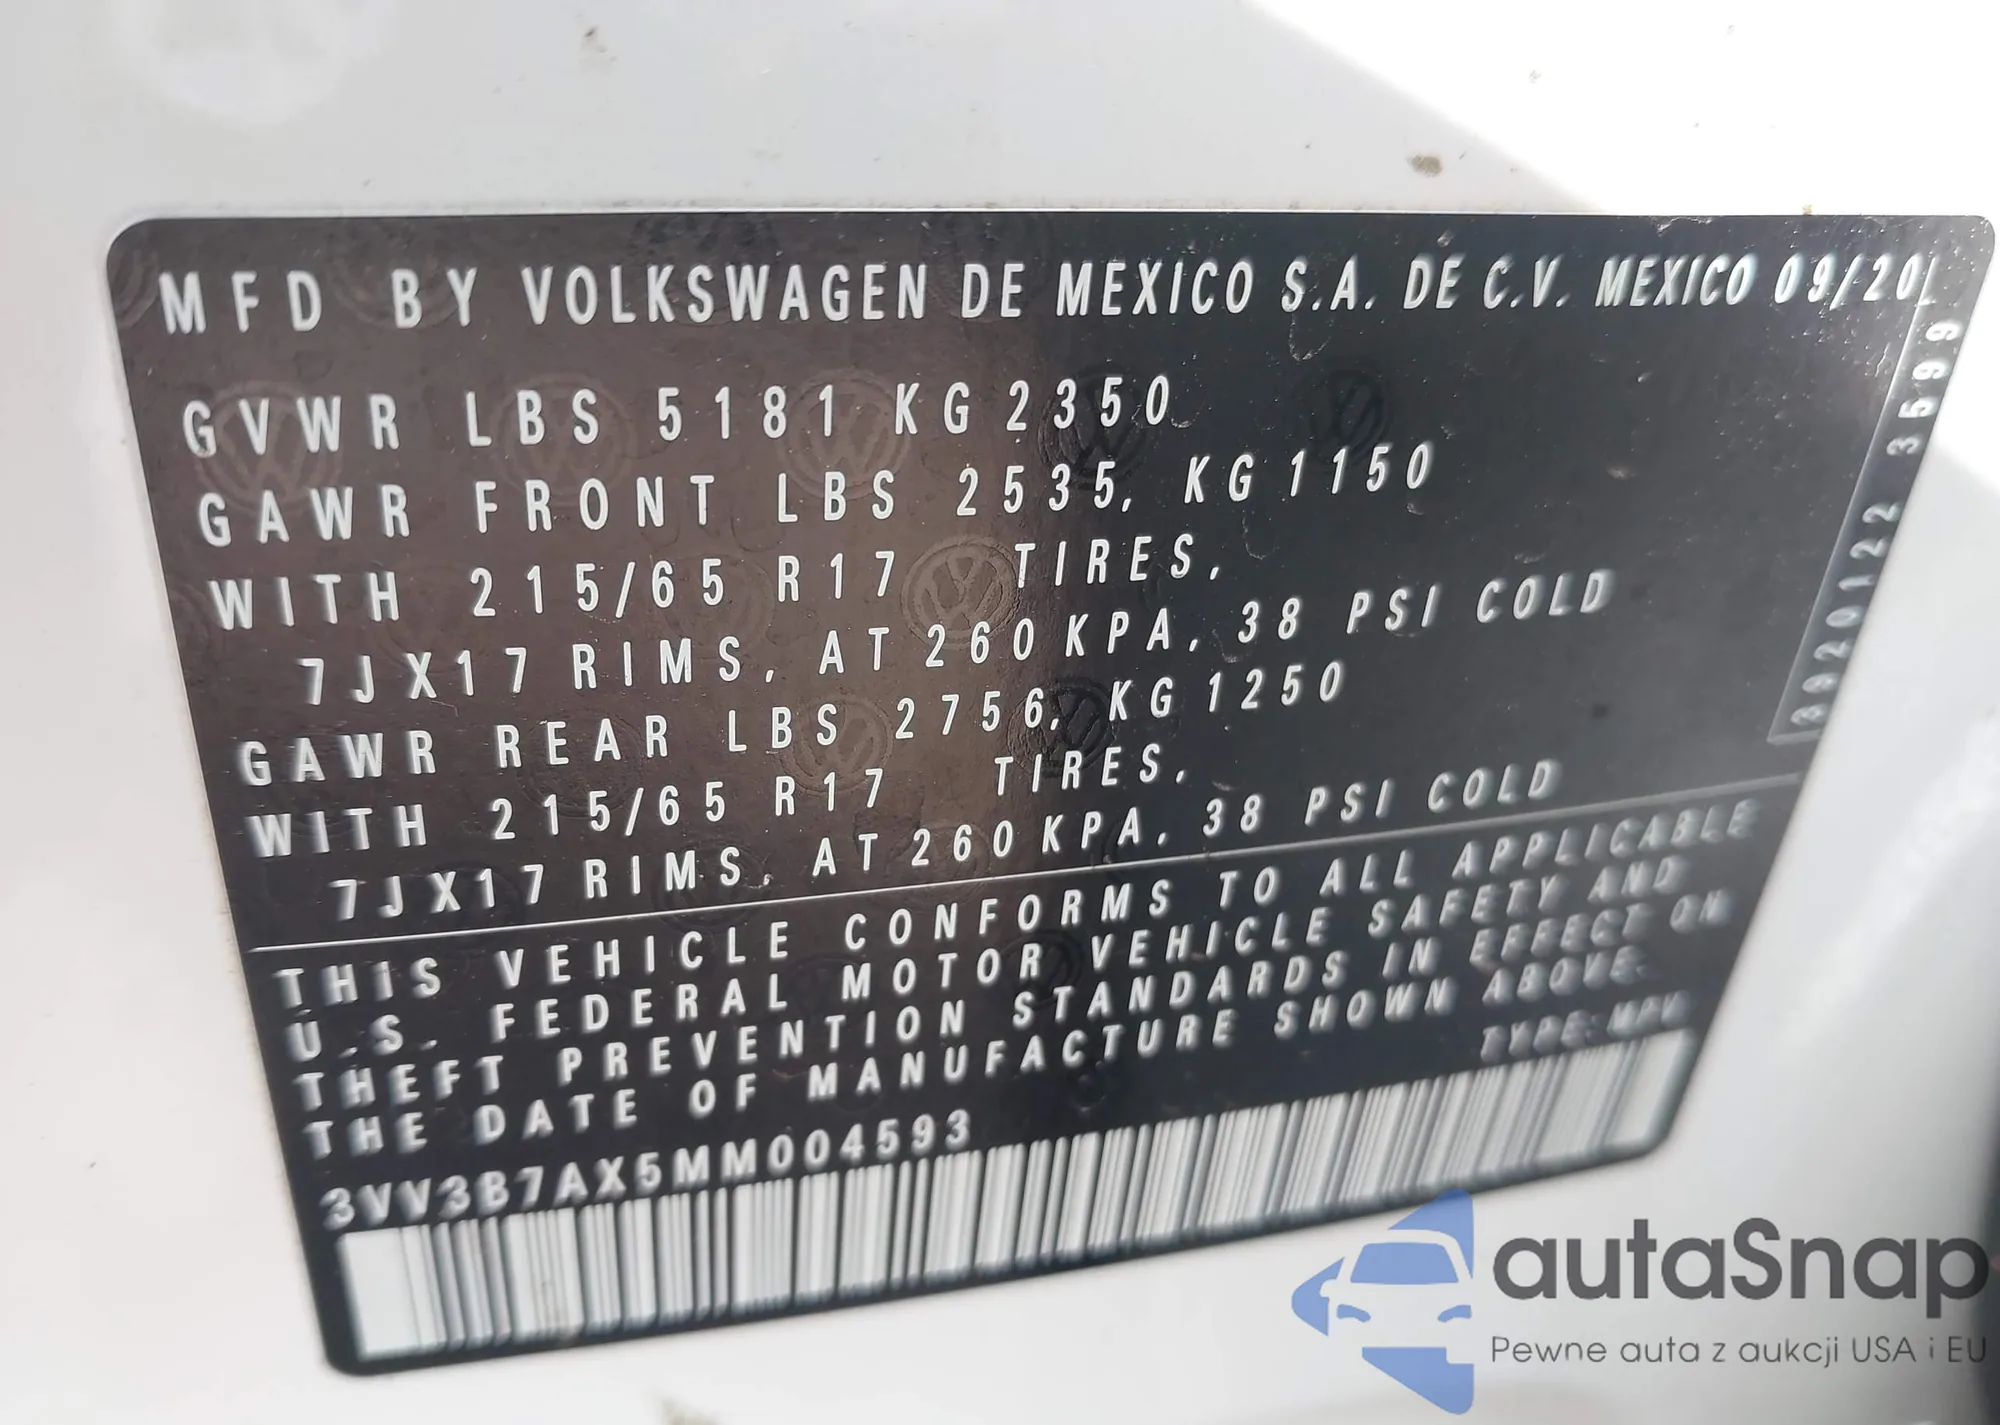 MFD BY VOLKSWAGEN DE MEXICO S.A. DE C.V. MEXICO 09/20
GVWR LBS 5181 KG 2350
GAWR FRONT LBS 2535, KG 1150
WITH 215/65 R17 TIRES,
7JX17 RIMS, AT 260 KPA, 38 PSI COLD
GAWR REAR LBS 2756, KG 1250
WITH 215/65 R17 TIRES,
7JX17 RIMS, AT 260 KPA, 38 PSI COLD
THIS VEHICLE CONFORMS TO ALL APPLICABLE
U.S. FEDERAL MOTOR VEHICLE SAFETY AND
THEFT PREVENTION STANDARDS IN EFFECT ON
THE DATE OF MANUFACTURE SHOWN ABOVE.
TYPE: MPV
3VV3B7AX5MM004593
3599
autaSnap
Pewne auta z aukcji USA i EU